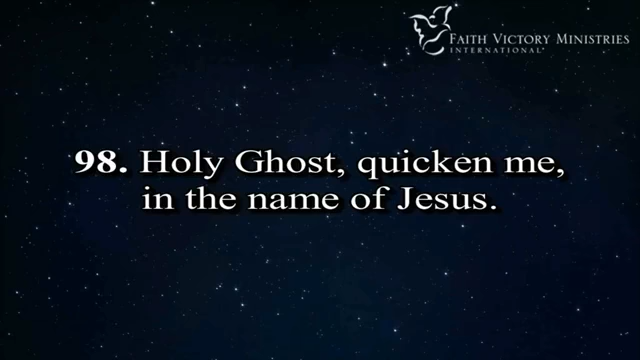 FAITH VICTORY MINISTRIES
INTERNATIONAL
98. Holy Ghost, quicken me,
in the name of Jesus.